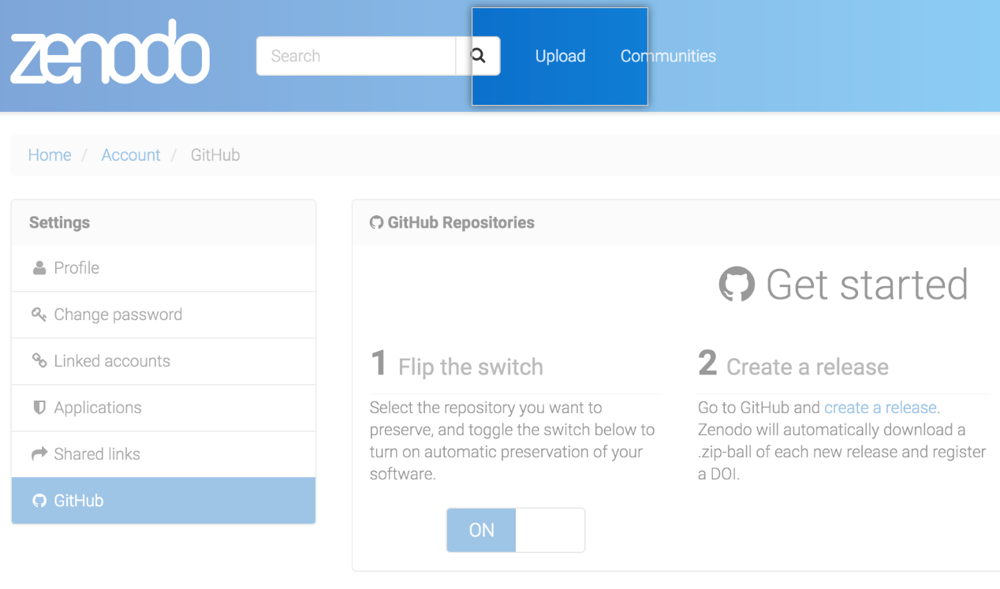 zenodo
Search
Upload
Communities
Home / Account / GitHub
Settings
Profile
Change password
Linked accounts
Applications
Shared links
GitHub
GitHub Repositories
Get started
1 Flip the switch
Select the repository you want to
preserve, and toggle the switch below to
turn on automatic preservation of your
software.
ON
2 Create a release
Go to GitHub and create a release.
Zenodo will automatically download a
.zip-ball of each new release and register
a DOI.